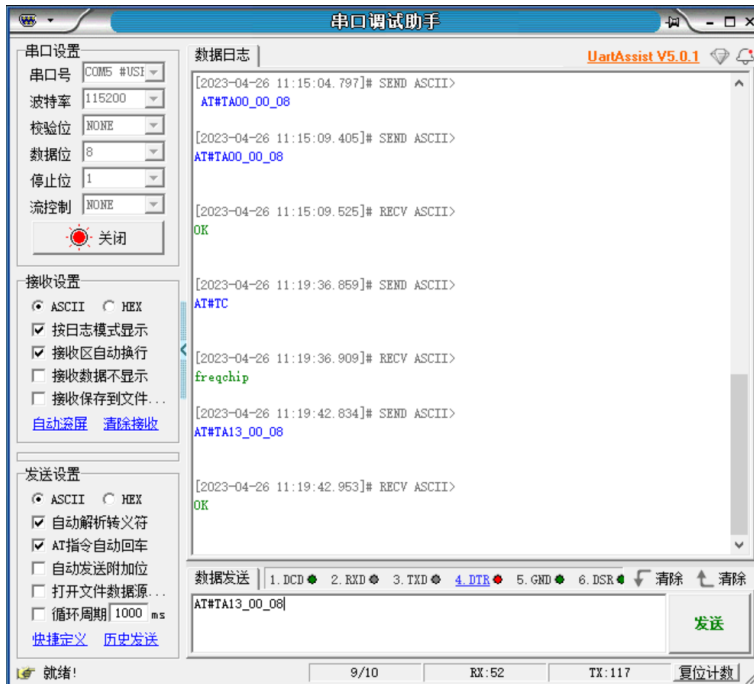 串口调试助手
串口设置
串口号 COM5 #USI
波特率 115200
校验位 NONE
数据位 8
停止位 1
流控制 NONE
关闭
接收设置
ASCII HEX
按日志模式显示
接收区自动换行
接收数据不显示
接收保存到文件...
自动滚屏 清除接收
发送设置
ASCII HEX
自动解析转义符
AT指令自动回车
自动发送附加位
打开文件数据源...
循环周期 1000 ms
快捷定义 历史发送
数据日志 UartAssist V5.0.1
[2023-04-26 11:15:04.797]# SEND ASCII>
AT#TA00_00_08
[2023-04-26 11:15:09.405]# SEND ASCII>
AT#TA00_00_08
[2023-04-26 11:15:09.525]# RECV ASCII>
OK
[2023-04-26 11:19:36.859]# SEND ASCII>
AT#TC
[2023-04-26 11:19:36.909]# RECV ASCII>
freqchip
[2023-04-26 11:19:42.834]# SEND ASCII>
AT#TA13_00_08
[2023-04-26 11:19:42.953]# RECV ASCII>
OK
数据发送 1.DCD 2.RXD 3.TXD 4.DTR 5.GND 6.DSR 清除 清除
AT#TA13_00_08
发送
就绪! 9/10 RX:52 TX:117 复位计数